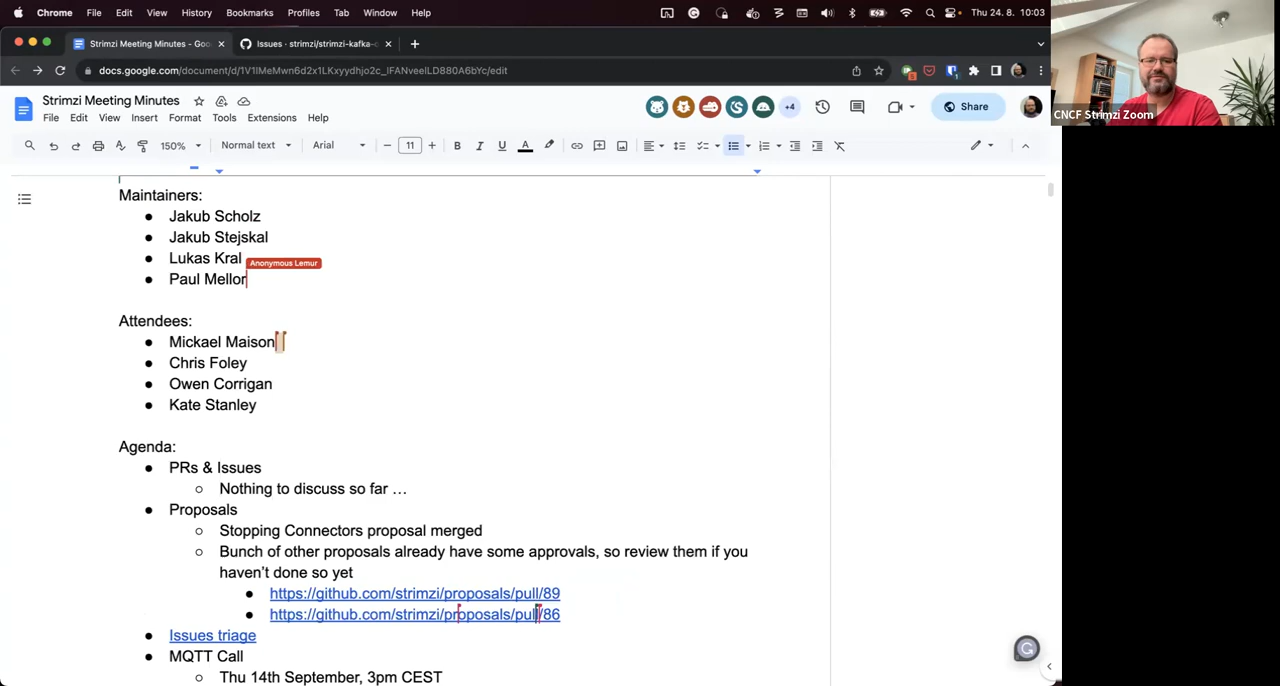 Chrome File Edit View History Bookmarks Profiles Tab Window Help Thu 24. 8. 10:03
Strimzi Meeting Minutes - Goo Issues · strimzi/strimzi-kafka-o
docs.google.com/document/d/1V1lMeMwn6d2x1LKxyydhjo2c_lFANveelLD880A6bYc/edit
Strimzi Meeting Minutes
File Edit View Insert Format Tools Extensions Help
+4
Share
CNCF Strimzi Zoom
150% Normal text Arial 11
Maintainers:
● Jakub Scholz
● Jakub Stejskal
● Lukas Kral
Anonymous Lemur
● Paul Mellor
Attendees:
● Mickael Maison
● Chris Foley
● Owen Corrigan
● Kate Stanley
Agenda:
● PRs & Issues
○ Nothing to discuss so far …
● Proposals
○ Stopping Connectors proposal merged
○ Bunch of other proposals already have some approvals, so review them if you
haven't done so yet
● https://github.com/strimzi/proposals/pull/89
● https://github.com/strimzi/proposals/pull/86
● Issues triage
● MQTT Call
○ Thu 14th September, 3pm CEST